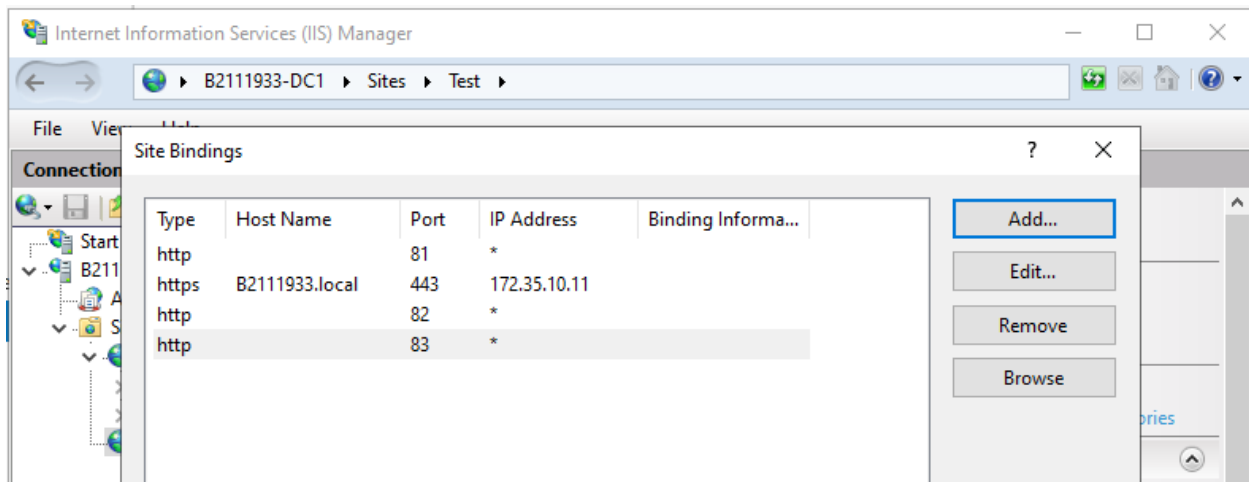 Internet Information Services (IIS) Manager
B2111933-DC1 Sites Test
File View Help
Site Bindings
Connection
Type Host Name Port IP Address Binding Informa...
http 81 *
https B2111933.local 443 172.35.10.11
http 82 *
http 83 *
Add...
Edit...
Remove
Browse
Start
B211
A
S
ories